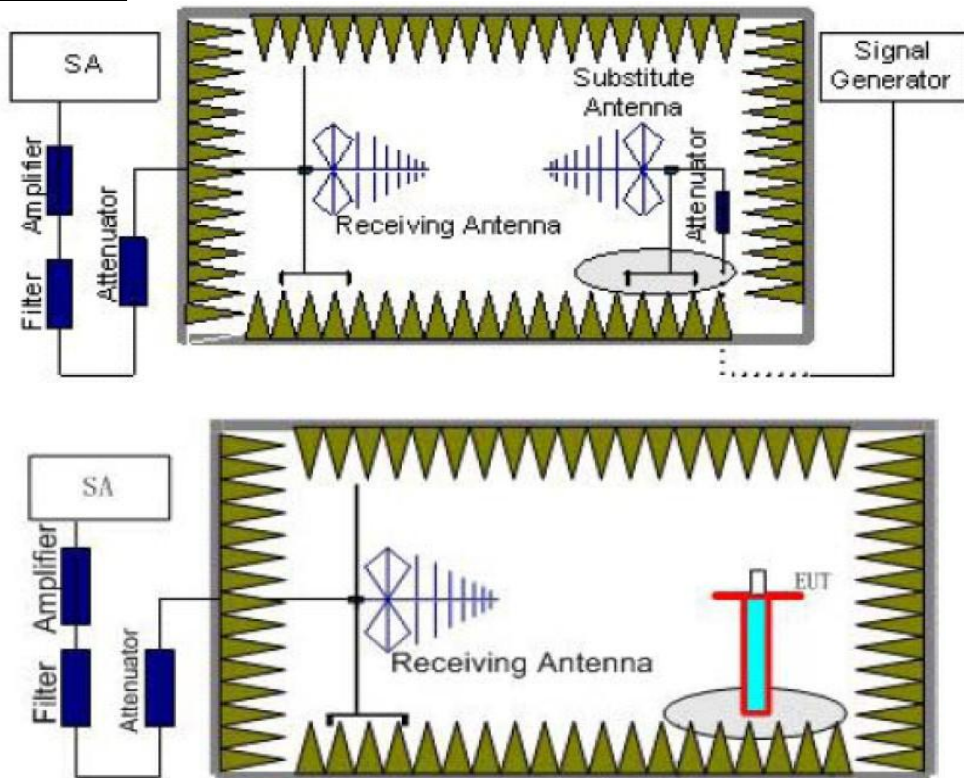 SA
Signal
Generator
Substitute
Antenna
Amplifier
Attenuator
Filter
Receiving Antenna
Attenuator
SA
Amplifier
Filter
Attenuator
Receiving Antenna
EUT